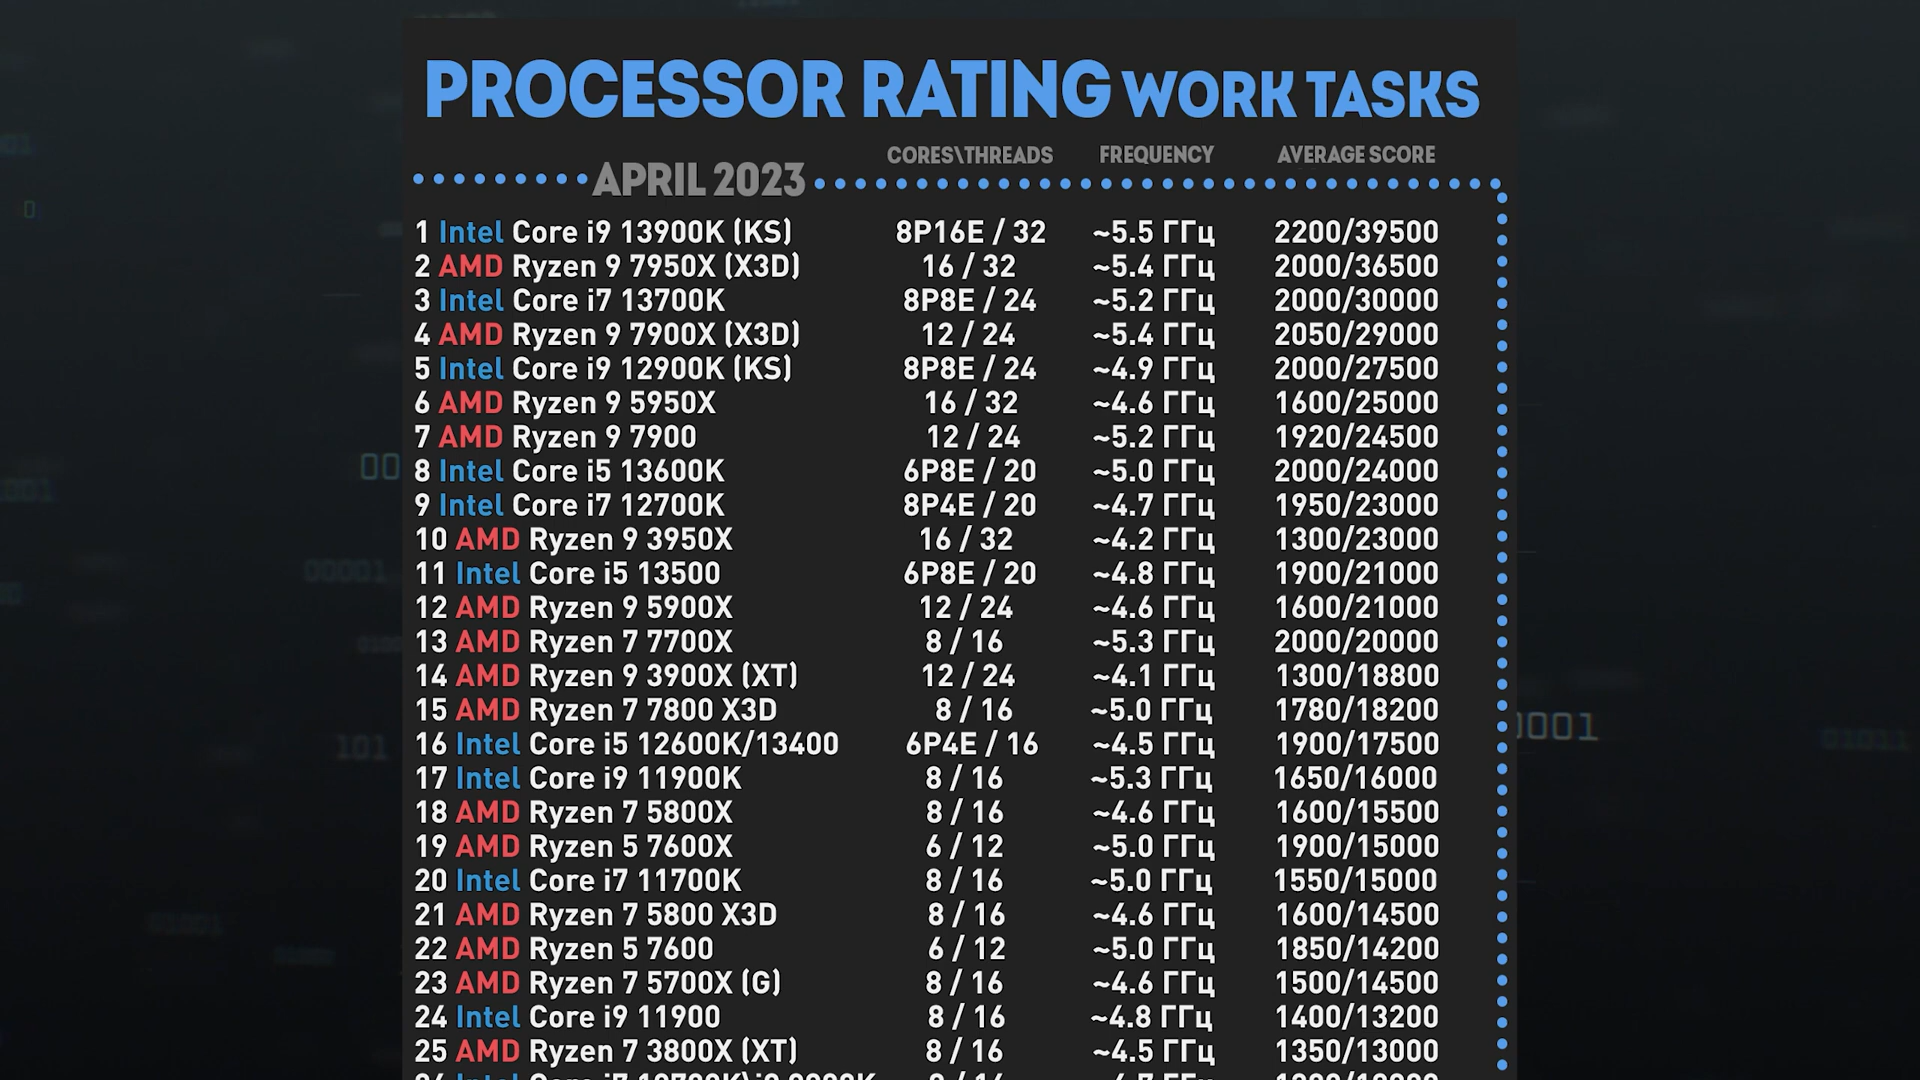 PROCESSOR RATING WORK TASKS
CORES\THREADS FREQUENCY AVERAGE SCORE
APRIL 2023
1 Intel Core i9 13900K (KS) 8P16E / 32 ~5.5 ГГц 2200/39500
2 AMD Ryzen 9 7950X (X3D) 16 / 32 ~5.4 ГГц 2000/36500
3 Intel Core i7 13700K 8P8E / 24 ~5.2 ГГц 2000/30000
4 AMD Ryzen 9 7900X (X3D) 12 / 24 ~5.4 ГГц 2050/29000
5 Intel Core i9 12900K (KS) 8P8E / 24 ~4.9 ГГц 2000/27500
6 AMD Ryzen 9 5950X 16 / 32 ~4.6 ГГц 1600/25000
7 AMD Ryzen 9 7900 12 / 24 ~5.2 ГГц 1920/24500
8 Intel Core i5 13600K 6P8E / 20 ~5.0 ГГц 2000/24000
9 Intel Core i7 12700K 8P4E / 20 ~4.7 ГГц 1950/23000
10 AMD Ryzen 9 3950X 16 / 32 ~4.2 ГГц 1300/23000
11 Intel Core i5 13500 6P8E / 20 ~4.8 ГГц 1900/21000
12 AMD Ryzen 9 5900X 12 / 24 ~4.6 ГГц 1600/21000
13 AMD Ryzen 7 7700X 8 / 16 ~5.3 ГГц 2000/20000
14 AMD Ryzen 9 3900X (XT) 12 / 24 ~4.1 ГГц 1300/18800
15 AMD Ryzen 7 7800 X3D 8 / 16 ~5.0 ГГц 1780/18200
16 Intel Core i5 12600K/13400 6P4E / 16 ~4.5 ГГц 1900/17500
17 Intel Core i9 11900K 8 / 16 ~5.3 ГГц 1650/16000
18 AMD Ryzen 7 5800X 8 / 16 ~4.6 ГГц 1600/15500
19 AMD Ryzen 5 7600X 6 / 12 ~5.0 ГГц 1900/15000
20 Intel Core i7 11700K 8 / 16 ~5.0 ГГц 1550/15000
21 AMD Ryzen 7 5800 X3D 8 / 16 ~4.6 ГГц 1600/14500
22 AMD Ryzen 5 7600 6 / 12 ~5.0 ГГц 1850/14200
23 AMD Ryzen 7 5700X (G) 8 / 16 ~4.6 ГГц 1500/14500
24 Intel Core i9 11900 8 / 16 ~4.8 ГГц 1400/13200
25 AMD Ryzen 7 3800X (XT) 8 / 16 ~4.5 ГГц 1350/13000